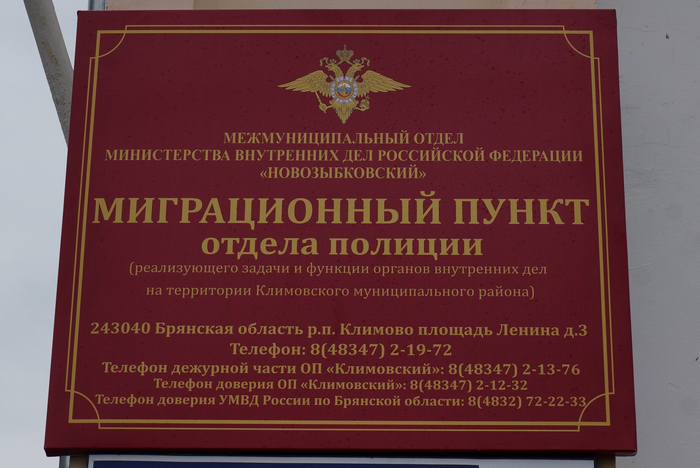 МЕЖМУНИЦИПАЛЬНЫЙ ОТДЕЛ
МИНИСТЕРСТВА ВНУТРЕННИХ ДЕЛ РОССИЙСКОЙ ФЕДЕРАЦИИ
«НОВОЗЫБКОВСКИЙ»
МИГРАЦИОННЫЙ ПУНКТ
отдела полиции
(реализующего задачи и функции органов внутренних дел
на территории Климовского муниципального района)
243040 Брянская область р.п. Климово площадь Ленина д.3
Телефон: 8(48347) 2-19-72
Телефон дежурной части ОП «Климовский»: 8(48347) 2-13-76
Телефон доверия ОП «Климовский»: 8(48347) 2-12-32
Телефон доверия УМВД России по Брянской области: 8(4832) 72-22-33